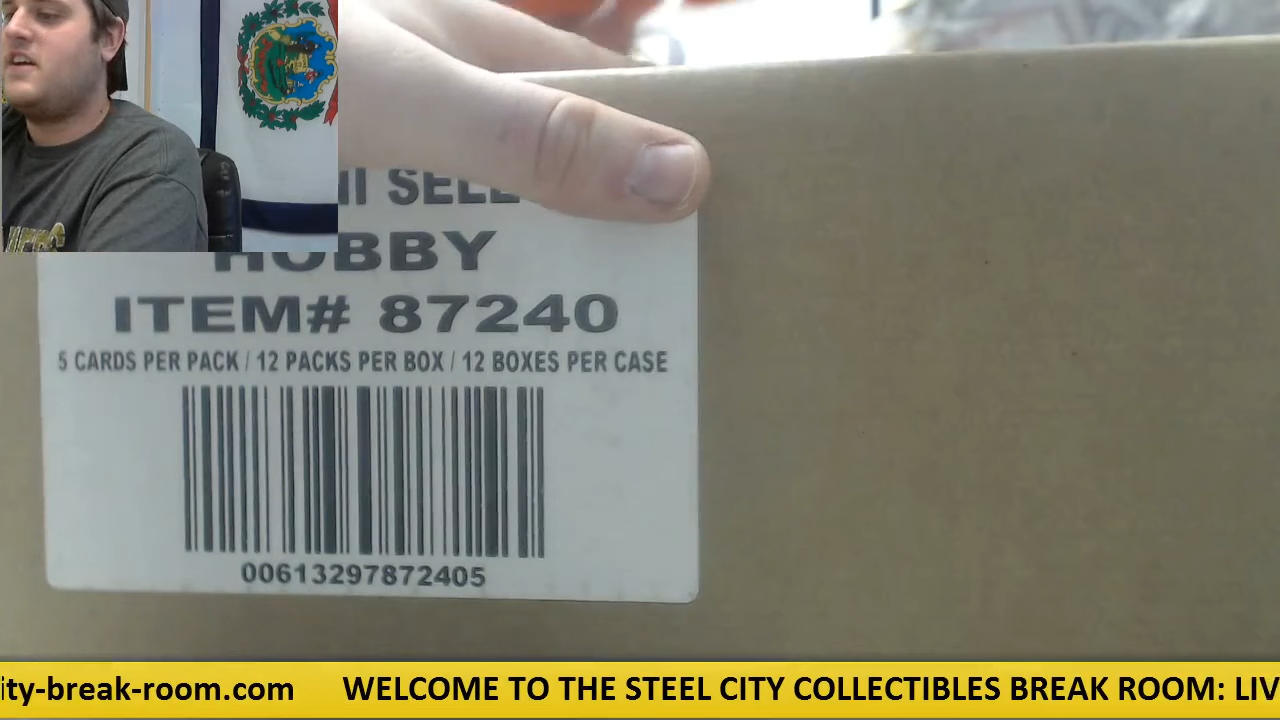 HOBBY
ITEM# 87240
5 CARDS PER PACK / 12 PACKS PER BOX / 12 BOXES PER CASE
00613297872405
ity-break-room.com WELCOME TO THE STEEL CITY COLLECTIBLES BREAK ROOM: LIV